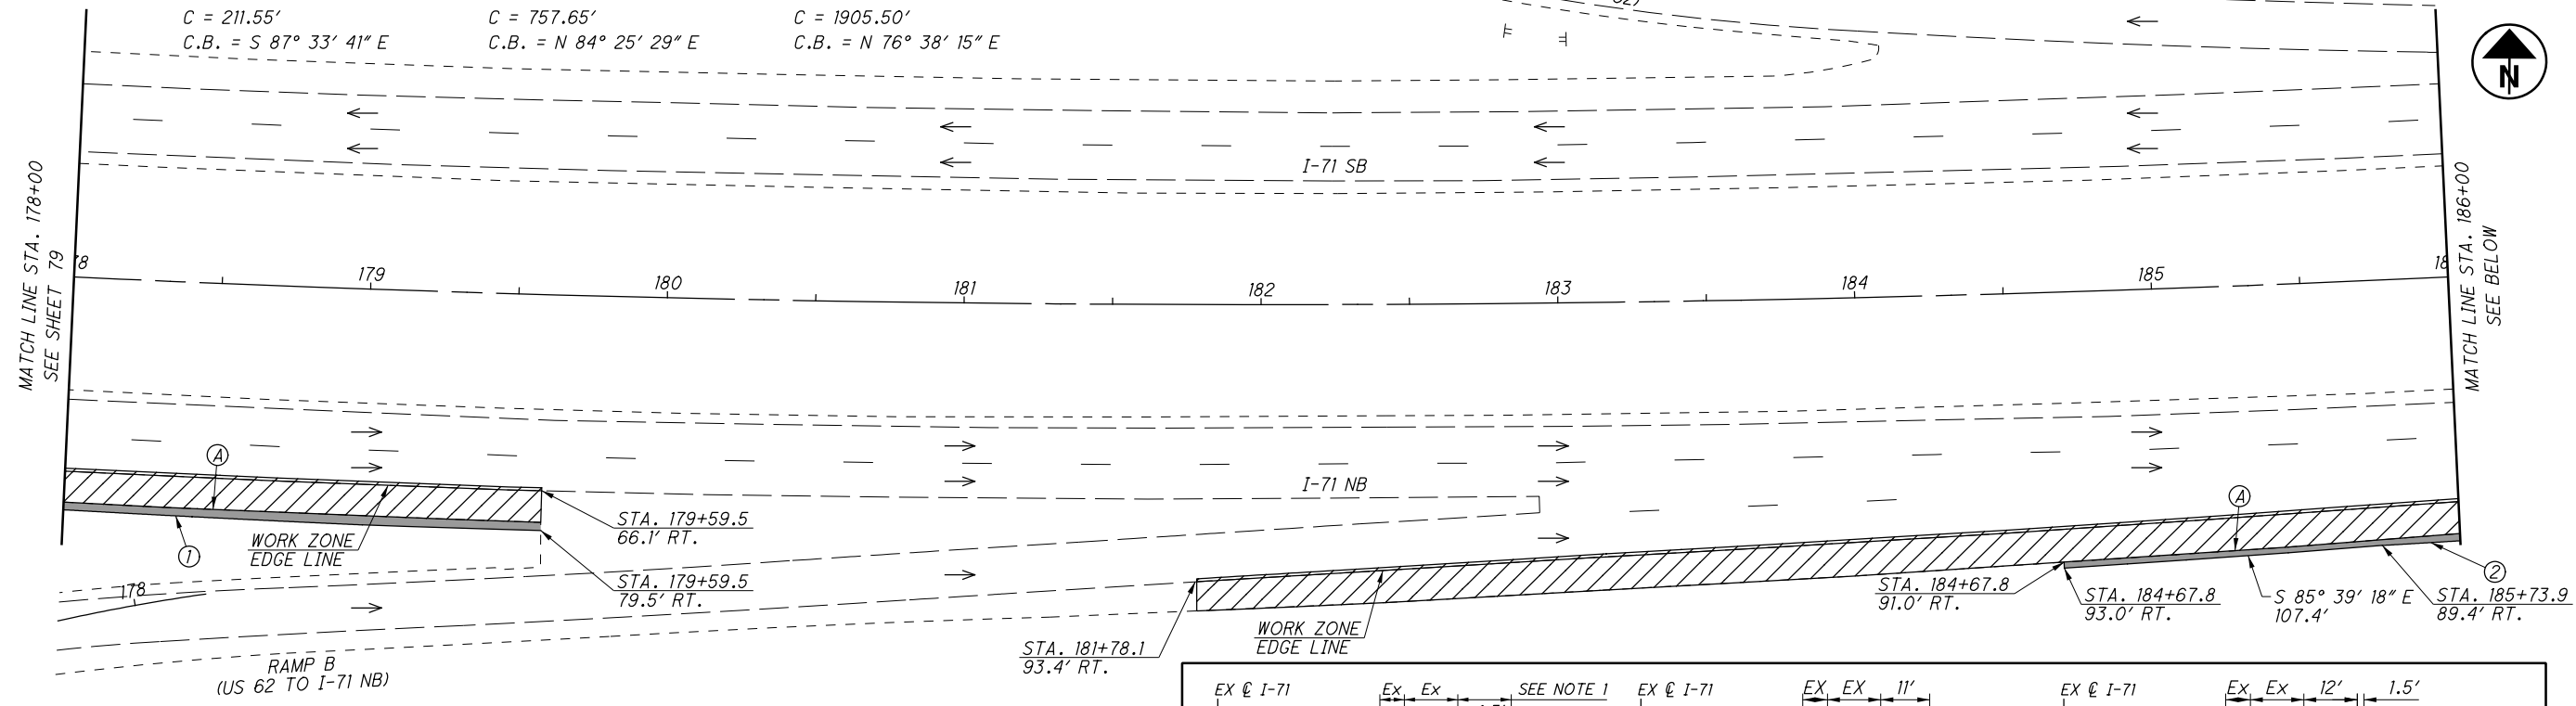 C = 211.55'
C.B. = S 87° 33' 41" E
C = 757.65'
C.B. = N 84° 25' 29" E
C = 1905.50'
C.B. = N 76° 38' 15" E
N
MATCH LINE STA. 178+00
SEE SHEET 79
I-71 SB
179
180
181
182
183
184
185
MATCH LINE STA. 186+00
SEE BELOW
A
1
WORK ZONE
EDGE LINE
178
STA. 179+59.5
66.1' RT.
STA. 179+59.5
79.5' RT.
I-71 NB
RAMP B
(US 62 TO I-71 NB)
STA. 181+78.1
93.4' RT.
WORK ZONE
EDGE LINE
A
STA. 184+67.8
91.0' RT.
STA. 184+67.8
93.0' RT.
S 85° 39' 18" E
107.4'
2
STA. 185+73.9
89.4' RT.
EX ℄ I-71
Ex Ex SEE NOTE 1
EX ℄ I-71
EX EX 11'
EX ℄ I-71
Ex Ex 12' 1.5'